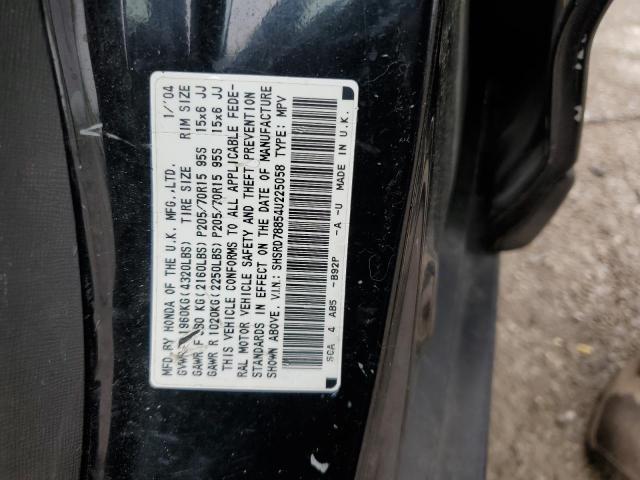 MFD. BY HONDA OF THE U.K. MFG., LTD. 1/'04
GVWR 1960KG(4320LBS) TIRE SIZE RIM SIZE
GAWR F 980 KG(2160LBS) P205/70R15 95S 15x6 JJ
GAWR R 1020KG(2250LBS) P205/70R15 95S 15x6 JJ
THIS VEHICLE CONFORMS TO ALL APPLICABLE FEDE-
RAL MOTOR VEHICLE SAFETY AND THEFT PREVENTION
STANDARDS IN EFFECT ON THE DATE OF MANUFACTURE
SHOWN ABOVE. V.I.N.: SHSRD78854U225058 TYPE: MPV
SCA 4 AB5 -B92P -A -U MADE IN U.K.